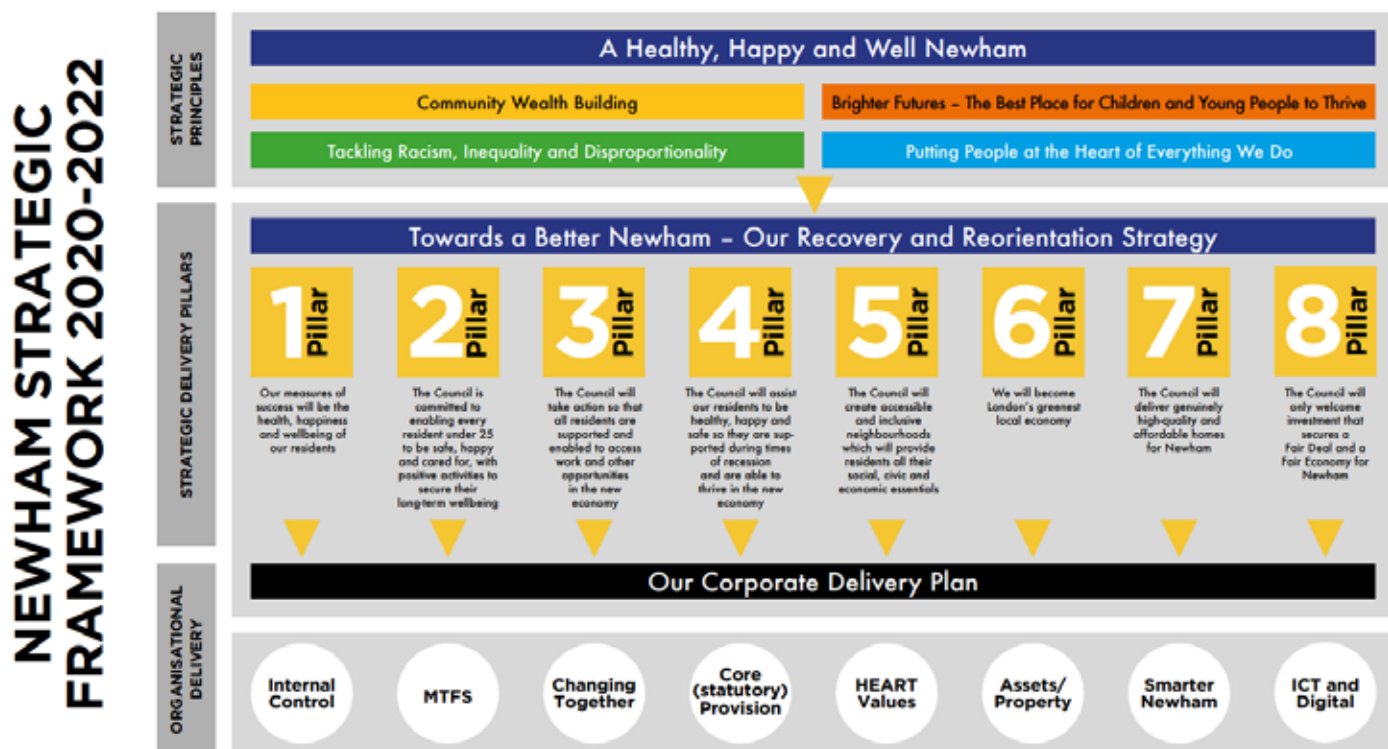 NEWHAM STRATEGIC
FRAMEWORK 2020-2022
STRATEGIC
PRINCIPLES
A Healthy, Happy and Well Newham
Community Wealth Building
Brighter Futures – The Best Place for Children and Young People to Thrive
Tackling Racism, Inequality and Disproportionality
Putting People at the Heart of Everything We Do
STRATEGIC DELIVERY PILLARS
Towards a Better Newham – Our Recovery and Reorientation Strategy
1 Pillar
Our measures of
success will be the
health, happiness
and wellbeing of
our residents
2 Pillar
The Council is
committed to
enabling every
resident under 25
to be safe, happy
and cared for, with
positive activities to
secure their
long-term wellbeing
3 Pillar
The Council will
take action so that
all residents are
supported and
enabled to access
work and other
opportunities
in the new
economy
4 Pillar
The Council will assist
our residents to be
healthy, happy and
safe so they are sup-
ported during times
of recession
and are able to
thrive in the new
economy
5 Pillar
The Council will
create accessible
and inclusive
neighbourhoods
which will provide
residents all their
social, civic and
economic essentials
6 Pillar
We will become
London's greenest
local economy
7 Pillar
The Council will
deliver genuinely
high-quality and
affordable homes
for Newham
8 Pillar
The Council will
only welcome
investment that
secures a
Fair Deal and a
Fair Economy for
Newham
ORGANISATIONAL
DELIVERY
Our Corporate Delivery Plan
Internal
Control
MTFS
Changing
Together
Core
(statutory)
Provision
HEART
Values
Assets/
Property
Smarter
Newham
ICT and
Digital